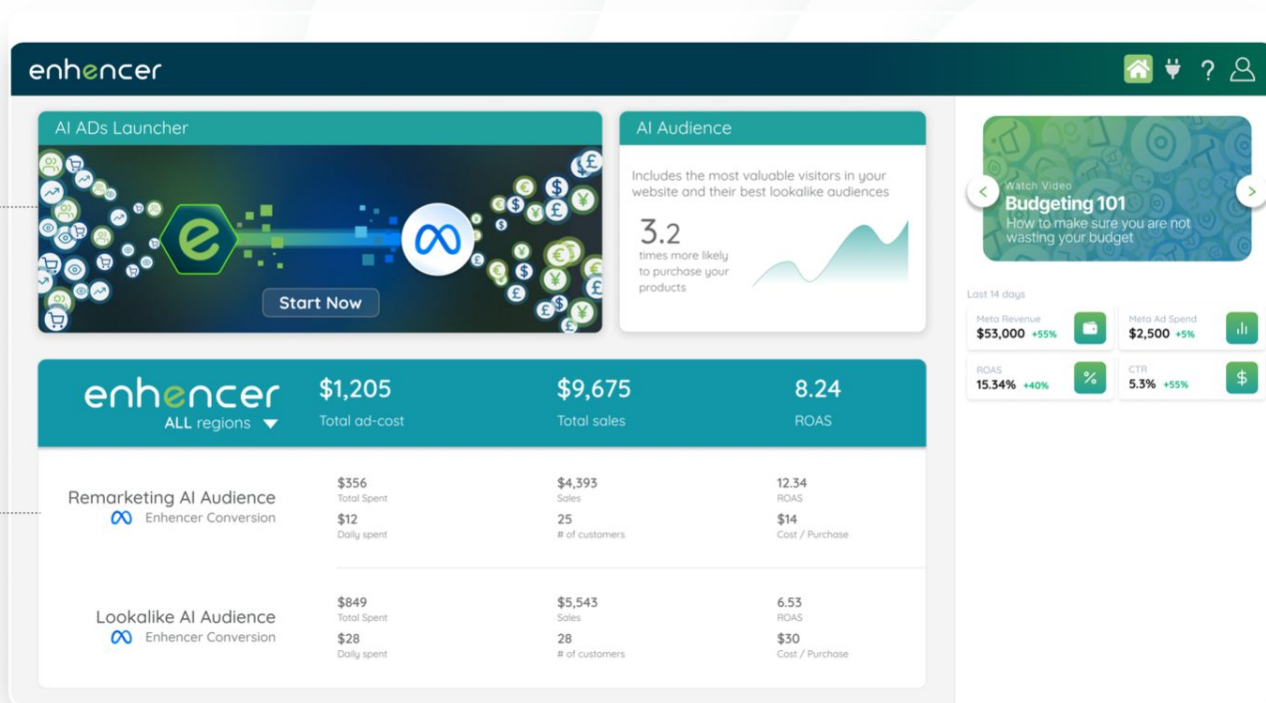 enhencer
AI ADs Launcher
Start Now
AI Audience
Includes the most valuable visitors in your
website and their best lookalike audiences
3.2
times more likely
to purchase your
products
Watch Video
Budgeting 101
How to make sure you are not
wasting your budget
Last 14 days
Meta Revenue
$53,000 +55%
Meta Ad Spend
$2,500 +5%
ROAS
15.34% +40%
CTR
5.3% +55%
enhencer
ALL regions
$1,205
Total ad-cost
$9,675
Total sales
8.24
ROAS
Remarketing AI Audience
Enhencer Conversion
$356
Total Spent
$12
Daily spent
$4,393
Sales
25
# of customers
12.34
ROAS
$14
Cost / Purchase
Lookalike AI Audience
Enhencer Conversion
$849
Total Spent
$28
Daily spent
$5,543
Sales
28
# of customers
6.53
ROAS
$30
Cost / Purchase